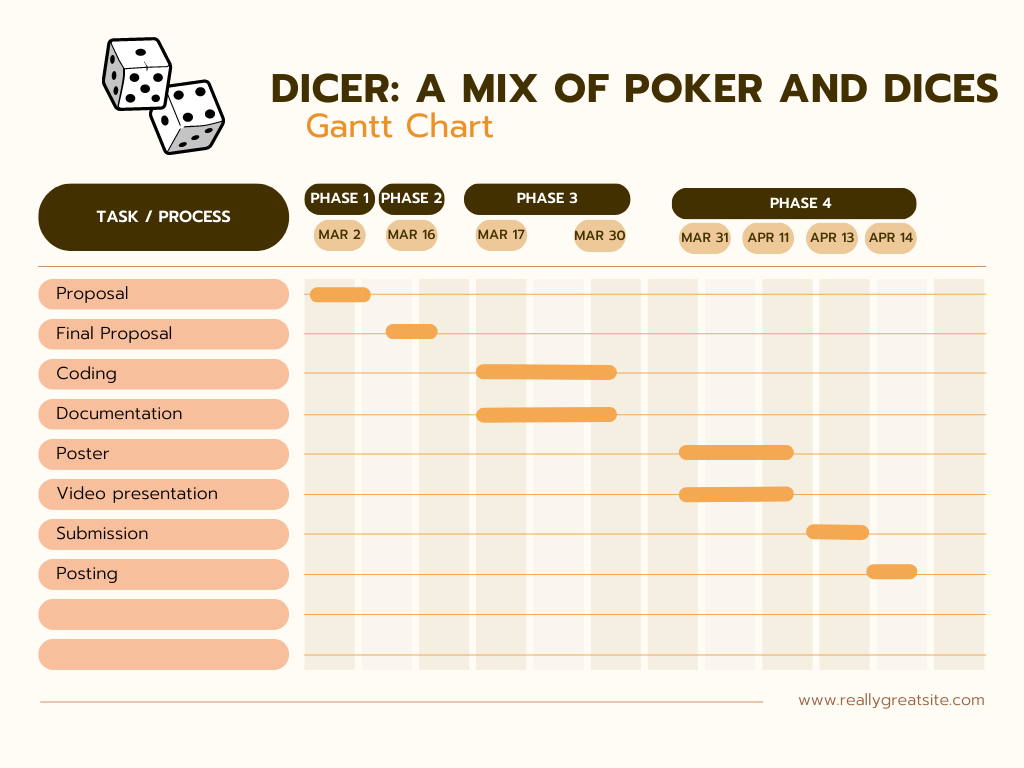 DICER: A MIX OF POKER AND DICES
Gantt Chart
TASK / PROCESS
PHASE 1 PHASE 2 PHASE 3 PHASE 4
MAR 2 MAR 16 MAR 17 MAR 30 MAR 31 APR 11 APR 13 APR 14
Proposal
Final Proposal
Coding
Documentation
Poster
Video presentation
Submission
Posting
www.reallygreatsite.com